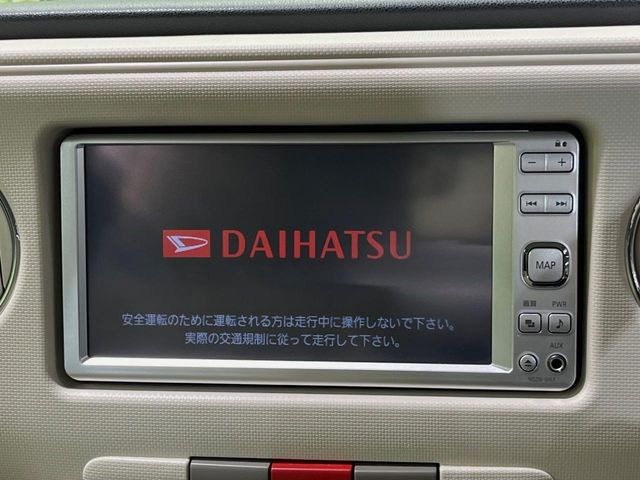 DAIHATSU
安全運転のために運転される方は走行中に操作しないで下さい。
実際の交通規制に従って走行して下さい。
− +
MAP
画質 PWR
AUX